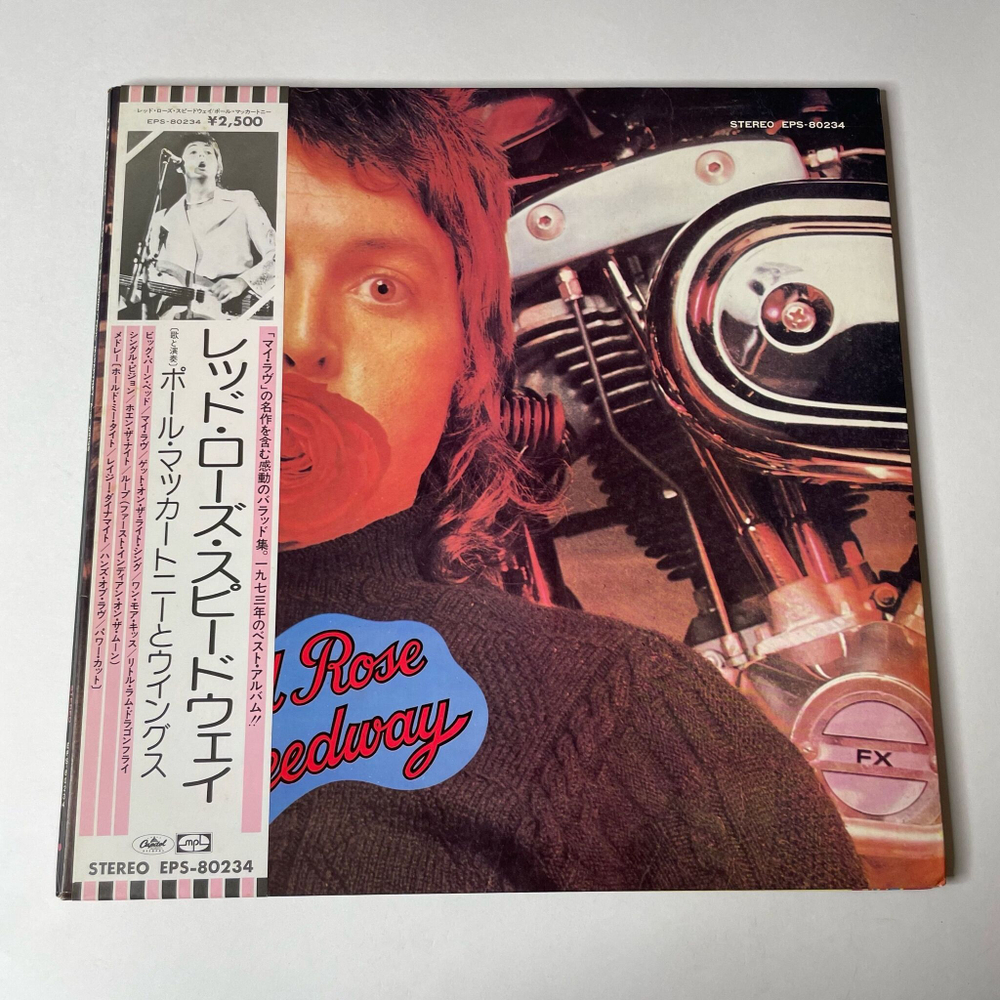 レッド・ローズ・スピードウェイ/ポール・マッカートニー
EPS-80234 ¥2,500
STEREO EPS-80234
「マイ・ラヴ」の名作を含む感動のバラッド集。一九七三年のベスト・アルバム!!
レッド・ローズ・スピードウェイ
〔歌と演奏〕ポール・マッカートニーとウイングス
ビッグ・バーン・ベッド/マイ・ラヴ/ゲット・オン・ザ・ライト・シング/ワン・モア・キッス/リトル・ラム・ドラゴンフライ
シングル・ピジョン/ホエン・ザ・ナイト/ループ(ファースト・インディアン・オン・ザ・ムーン)
メドレー〔ホールド・ミー・タイト/レイジー・ダイナマイト/ハンズ・オブ・ラヴ/パワー・カット〕
Rose
eedway
FX
Capitol
mpl
STEREO EPS-80234